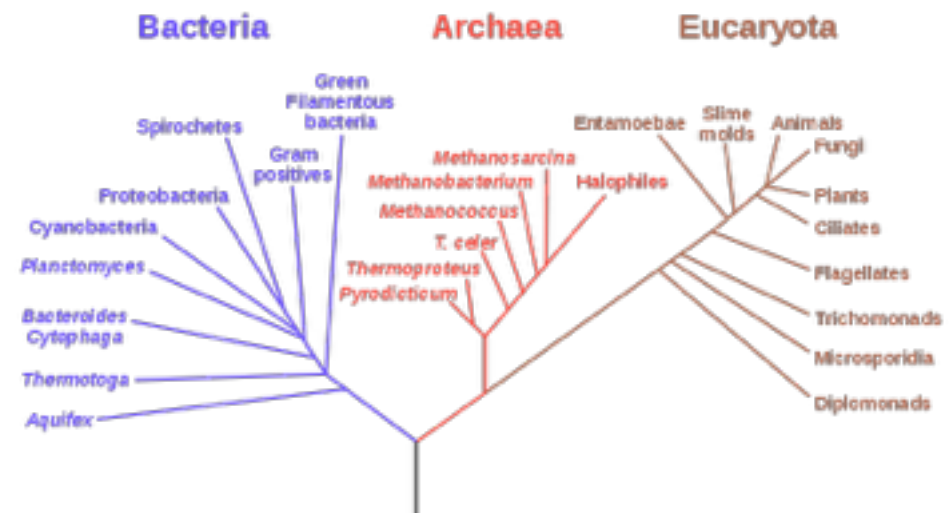 Bacteria
Archaea
Eucaryota
Green
Filamentous
bacteria
Spirochetes
Gram
positives
Proteobacteria
Cyanobacteria
Planctomyces
Bacteroides
Cytophaga
Thermotoga
Aquifex
Methanosarcina
Methanobacterium
Halophiles
Methanococcus
T. celer
Thermoproteus
Pyrodicticum
Entamoebae
Slime
molds
Animals
Fungi
Plants
Ciliates
Flagellates
Trichomonads
Microsporidia
Diplomonads